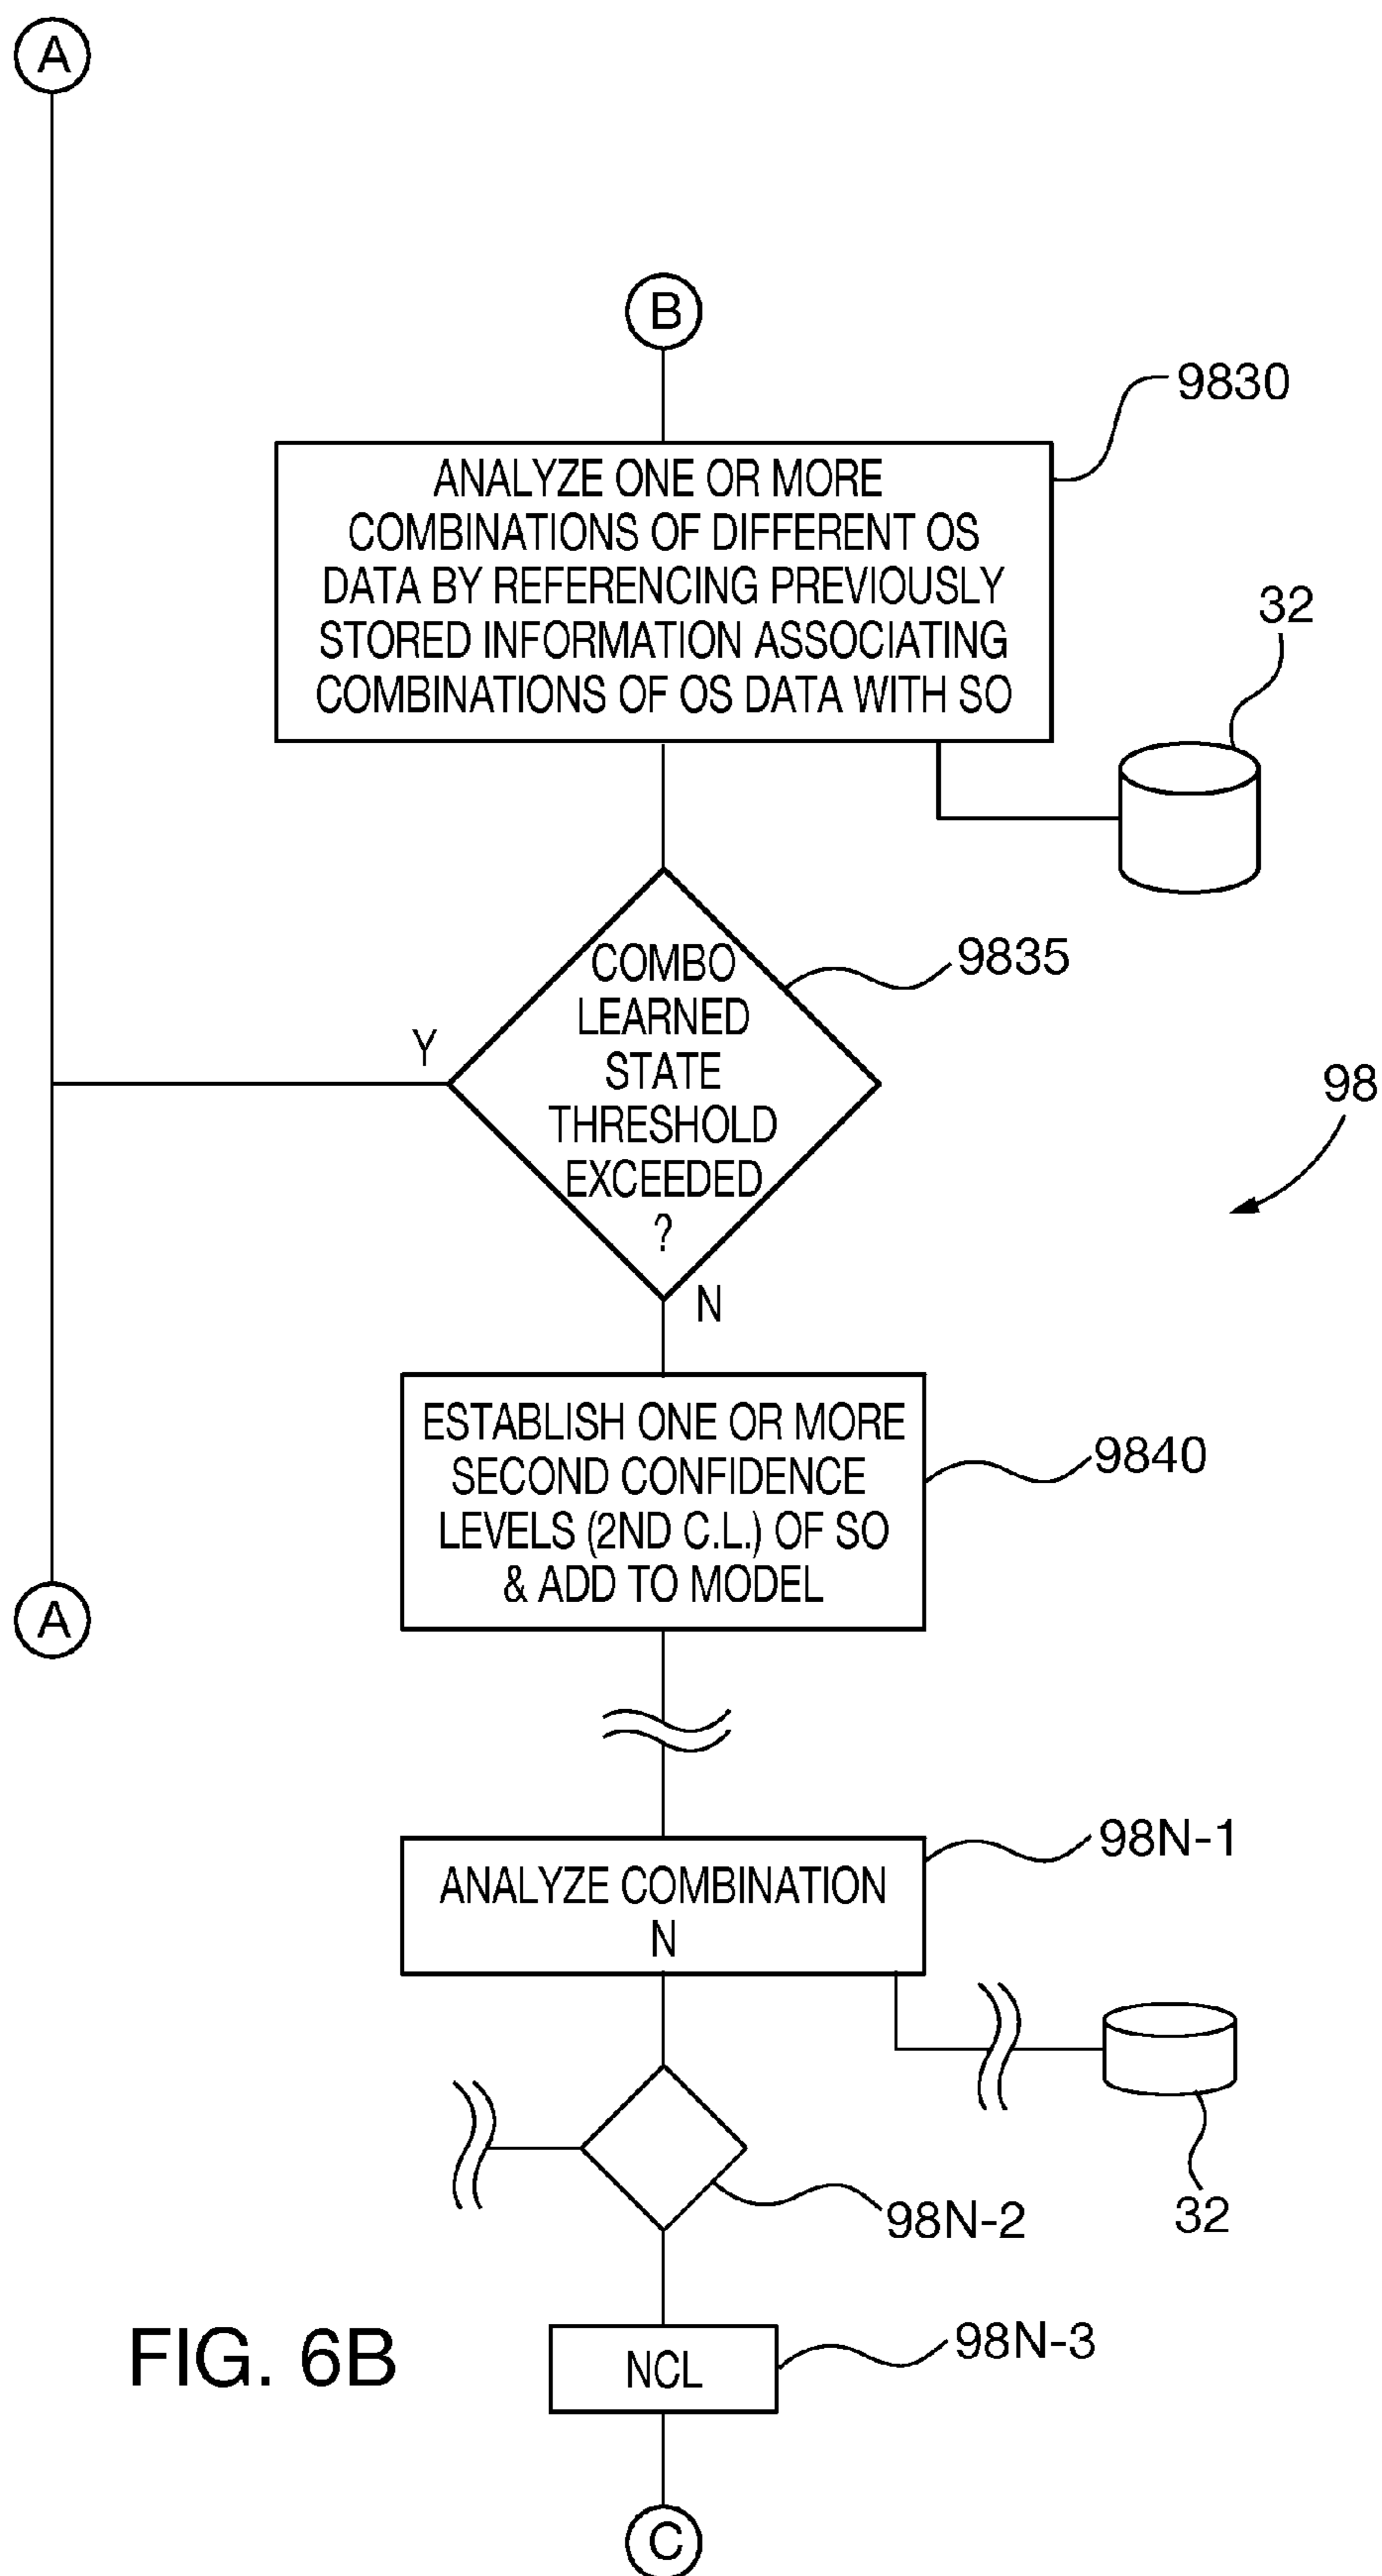 A
B
9830
ANALYZE ONE OR MORE
COMBINATIONS OF DIFFERENT OS
DATA BY REFERENCING PREVIOUSLY
STORED INFORMATION ASSOCIATING
COMBINATIONS OF OS DATA WITH SO
32
COMBO
LEARNED
STATE
THRESHOLD
EXCEEDED
?
9835
Y
98
N
ESTABLISH ONE OR MORE
SECOND CONFIDENCE
LEVELS (2ND C.L.) OF SO
& ADD TO MODEL
9840
A
98N-1
ANALYZE COMBINATION
N
98N-2
32
98N-3
NCL
FIG. 6B
C